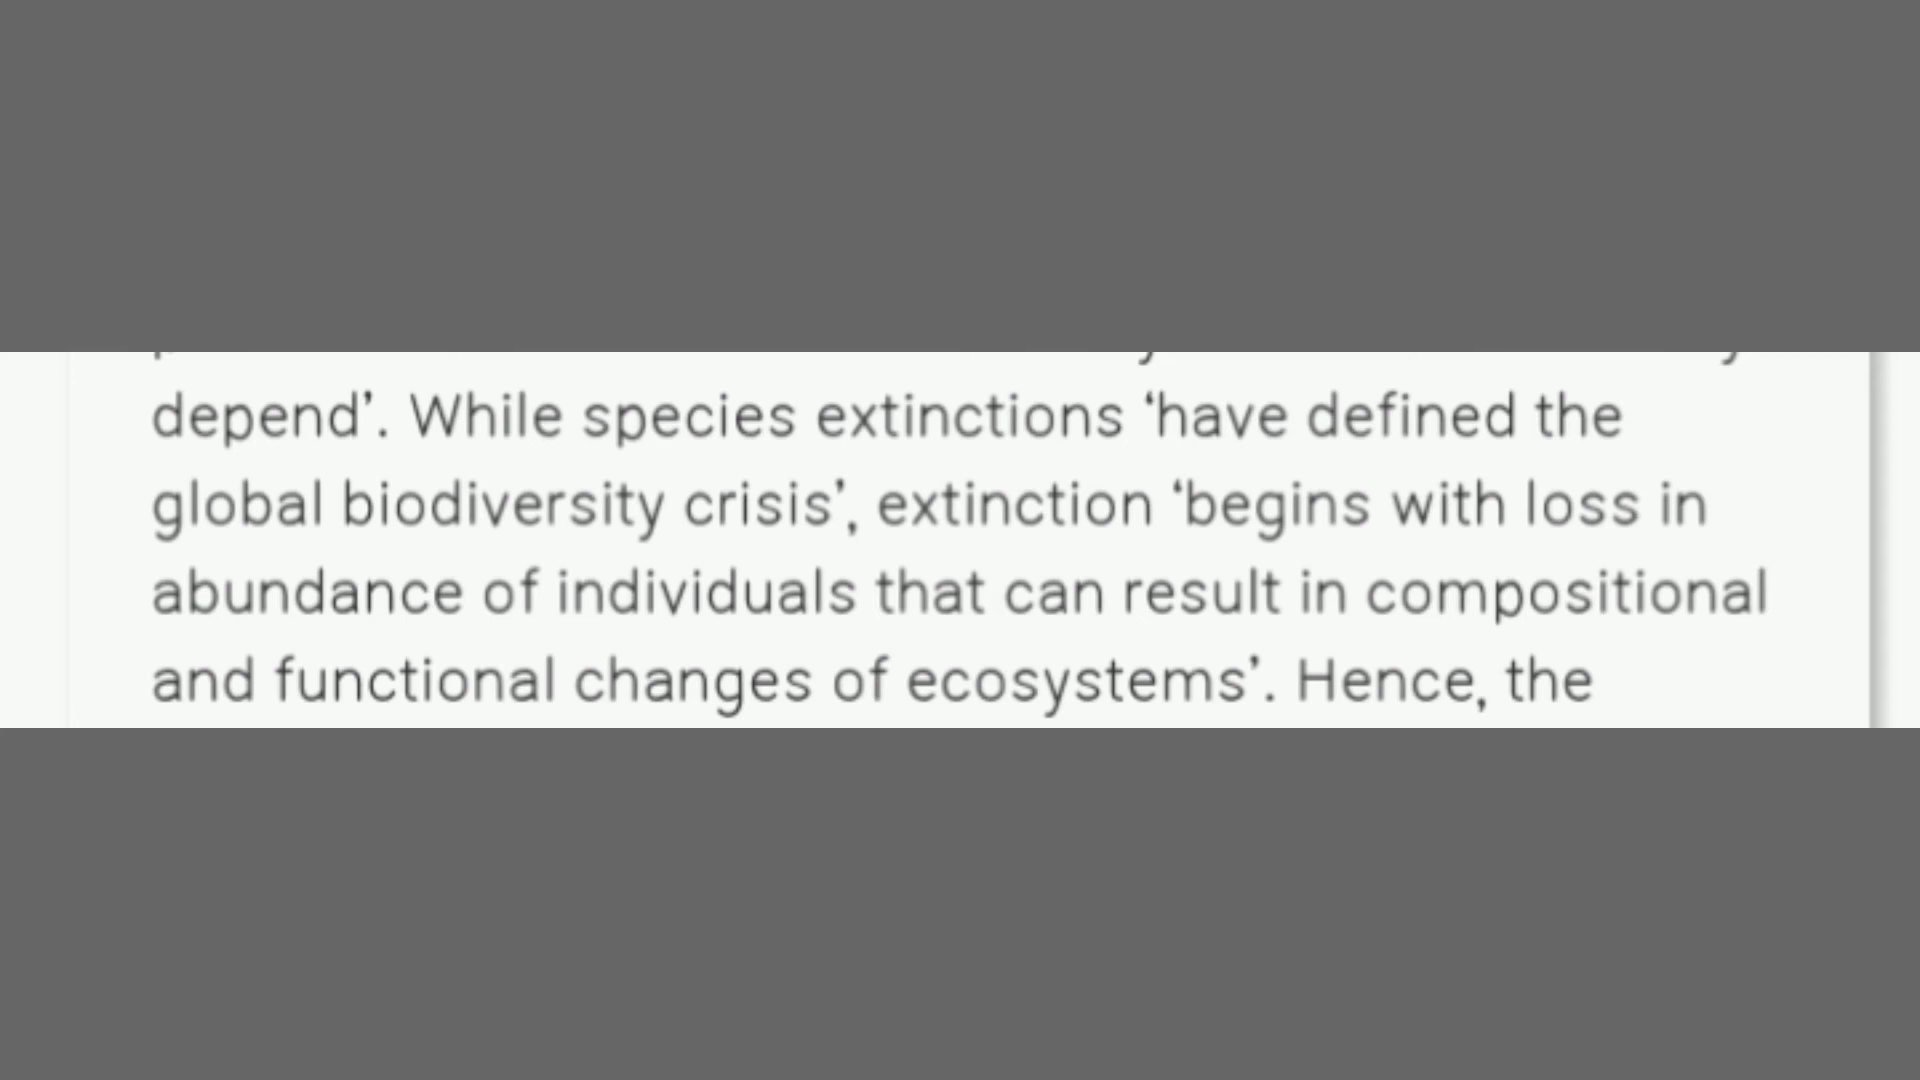 depend’. While species extinctions ‘have defined the
global biodiversity crisis’, extinction ‘begins with loss in
abundance of individuals that can result in compositional
and functional changes of ecosystems’. Hence, the